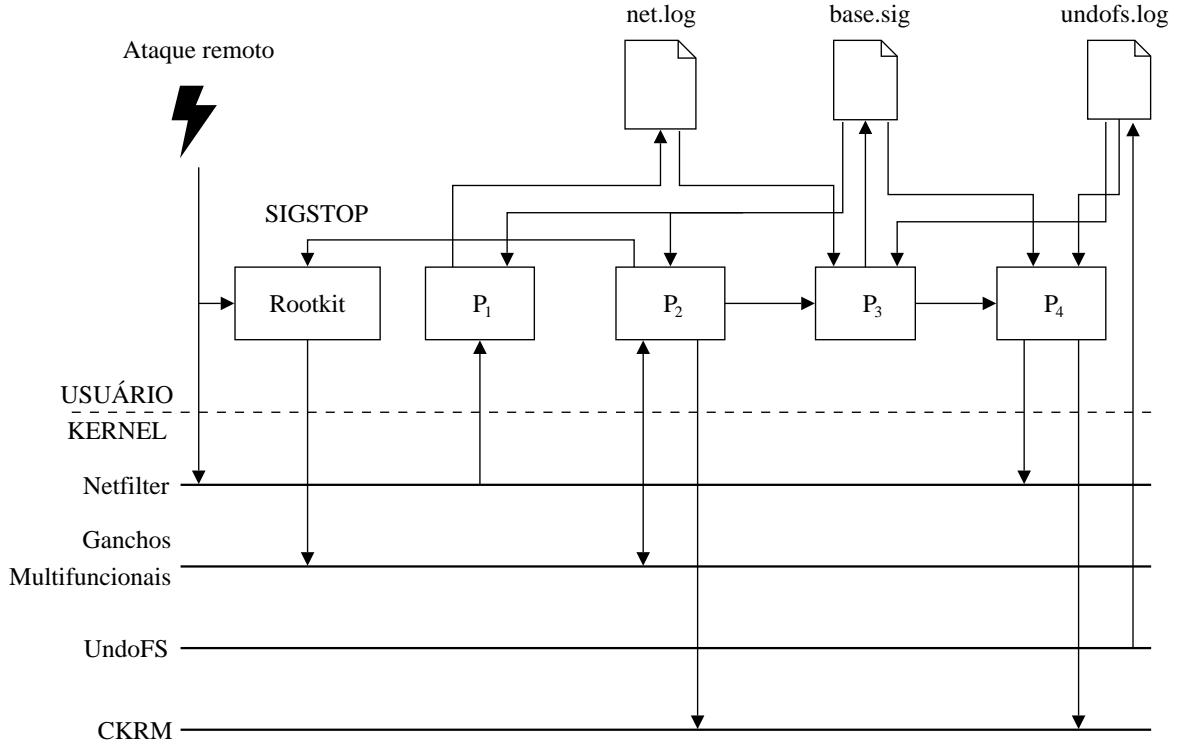 net.log
base.sig
undofs.log
Ataque remoto
SIGSTOP
Rootkit
P1
P2
P3
P4
USUÁRIO
KERNEL
Netfilter
Ganchos
Multifuncionais
UndoFS
CKRM